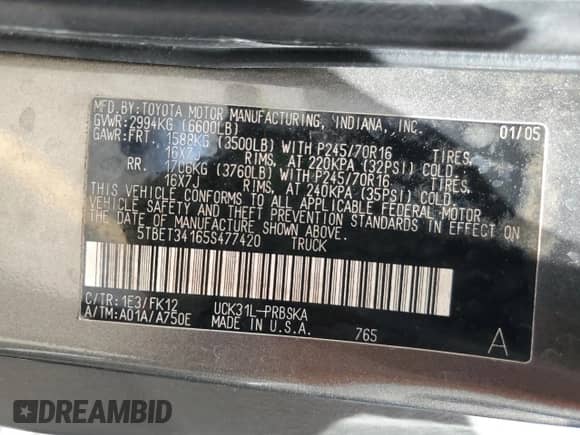 MFD.BY:TOYOTA MOTOR MANUFACTURING, INDIANA, INC. 01/05
GVWR:2994KG (6600LB)
GAWR:FRT. 1588KG (3500LB) WITH P245/70R16 TIRES,
16X7J RIMS, AT 220KPA (32PSI) COLD.
RR. 1706KG (3760LB) WITH P245/70R16 TIRES,
16X7J RIMS, AT 240KPA (35PSI) COLD.
THIS VEHICLE CONFORMS TO ALL APPLICABLE FEDERAL MOTOR
VEHICLE SAFETY AND BUMPER STANDARDS IN EFFECT ON
THE DATE OF MANUFACTURE SHOWN ABOVE.
5TBET34165S477420 TRUCK
C/TR:1E3/FK12 UCK31L-PRBSKA
A/TM:A01A/A750E MADE IN U.S.A. 765 A
DREAMBID